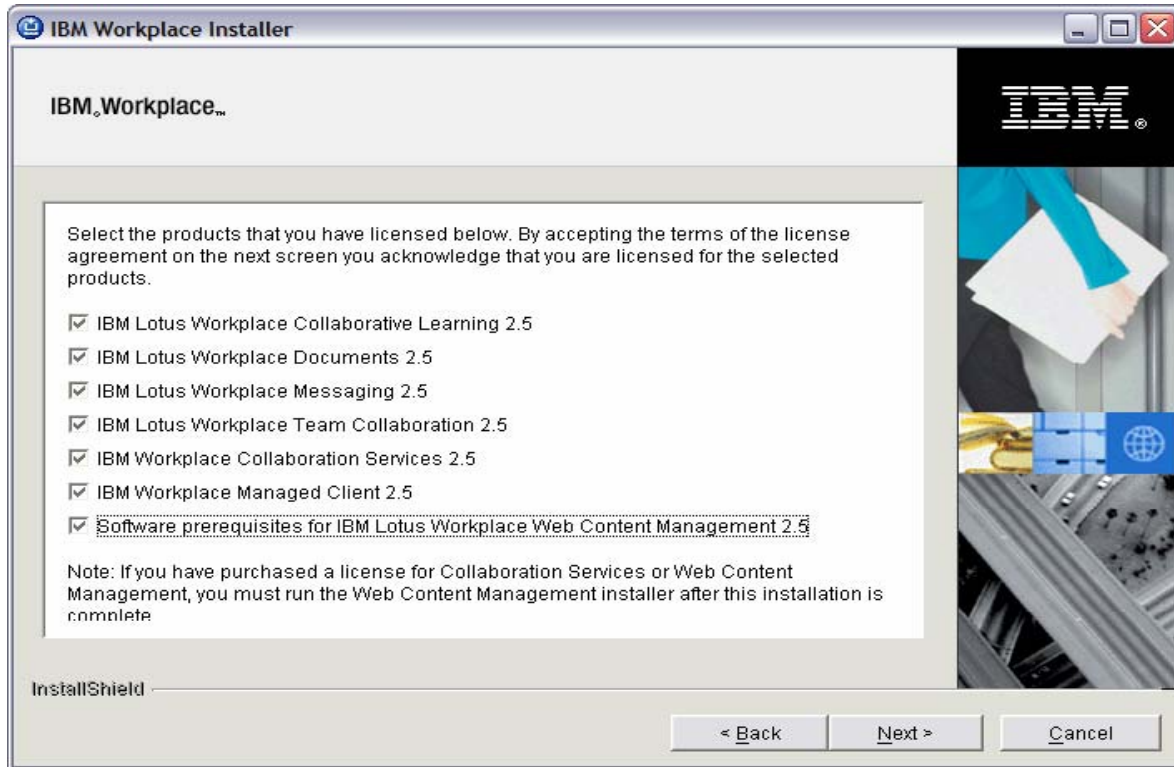 IBM Workplace Installer
IBM® Workplace™
IBM®
Select the products that you have licensed below. By accepting the terms of the license
agreement on the next screen you acknowledge that you are licensed for the selected
products.
IBM Lotus Workplace Collaborative Learning 2.5
IBM Lotus Workplace Documents 2.5
IBM Lotus Workplace Messaging 2.5
IBM Lotus Workplace Team Collaboration 2.5
IBM Workplace Collaboration Services 2.5
IBM Workplace Managed Client 2.5
Software prerequisites for IBM Lotus Workplace Web Content Management 2.5
Note: If you have purchased a license for Collaboration Services or Web Content
Management, you must run the Web Content Management installer after this installation is
complete
InstallShield
< Back
Next >
Cancel